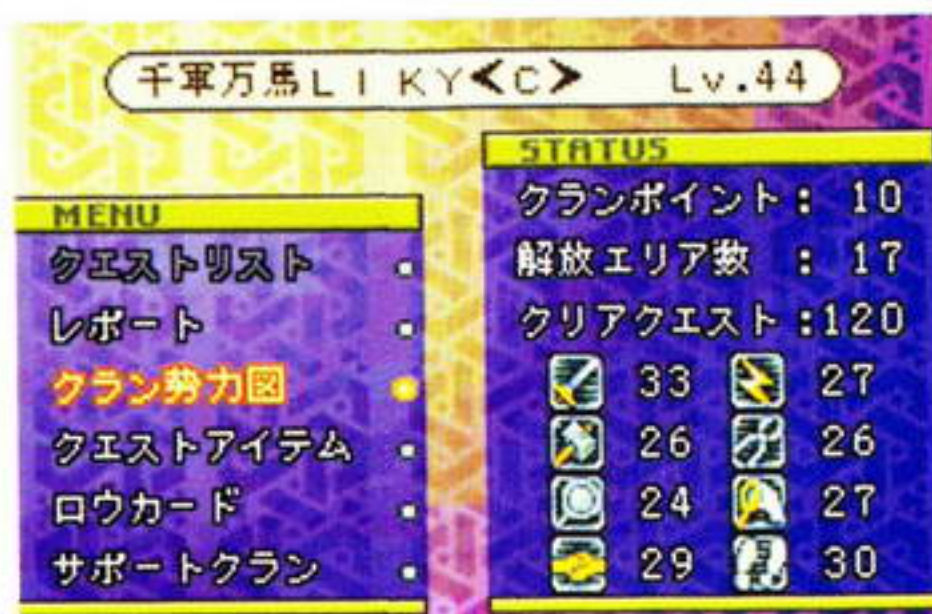 千軍万馬LIKY<C> Lv.44
MENU
クエストリスト
レポート
クラン勢力図
クエストアイテム
ロウカード
サポートクラン
STATUS
クランポイント: 10
解放エリア数 : 17
クリアクエスト:120
33 27
26 26
24 27
29 30